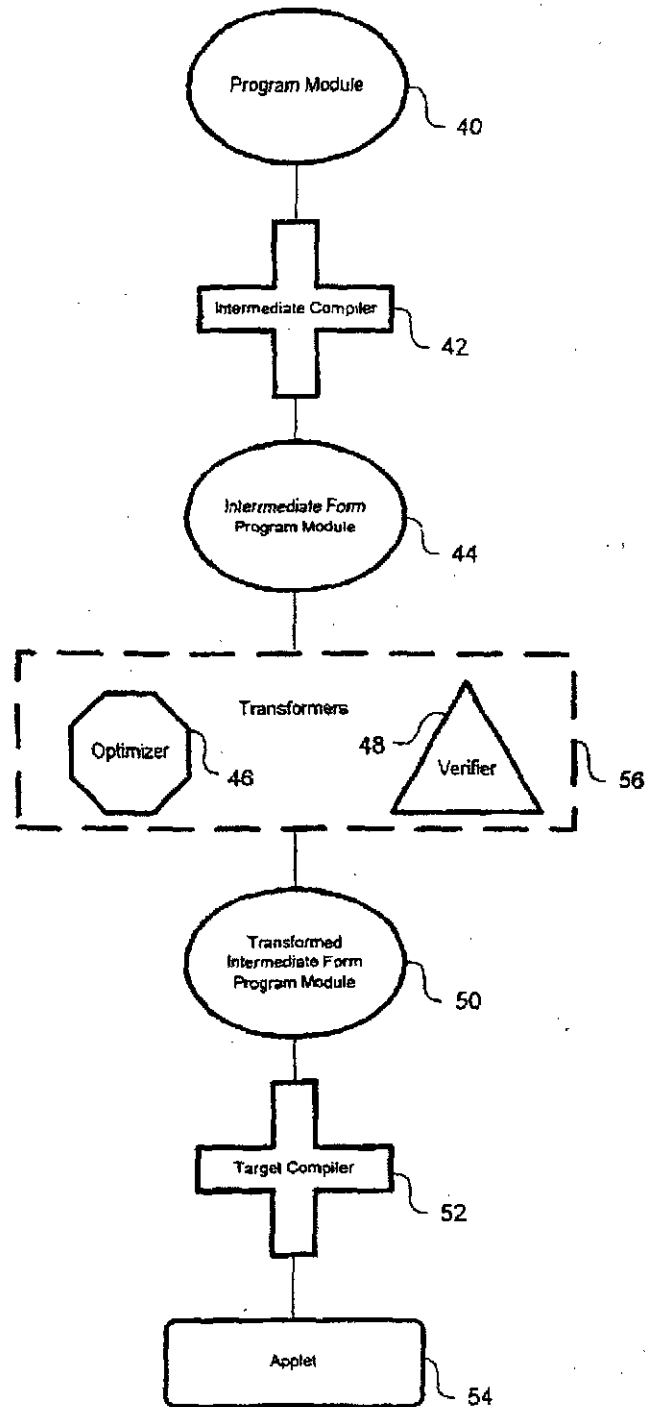 Program Module
40
Intermediate Compiler
42
Intermediate Form
Program Module
44
Transformers
Optimizer
46
48
Verifier
56
Transformed
Intermediate Form
Program Module
50
Target Compiler
52
Applet
54